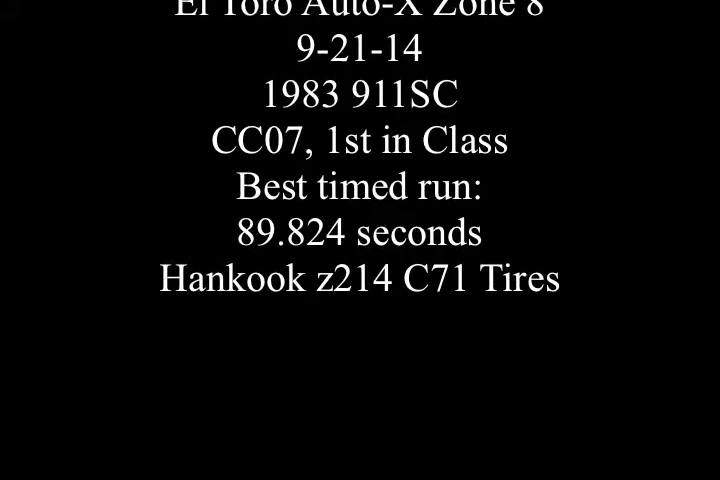 El Toro Auto-X Zone 8
9-21-14
1983 911SC
CC07, 1st in Class
Best timed run:
89.824 seconds
Hankook z214 C71 Tires